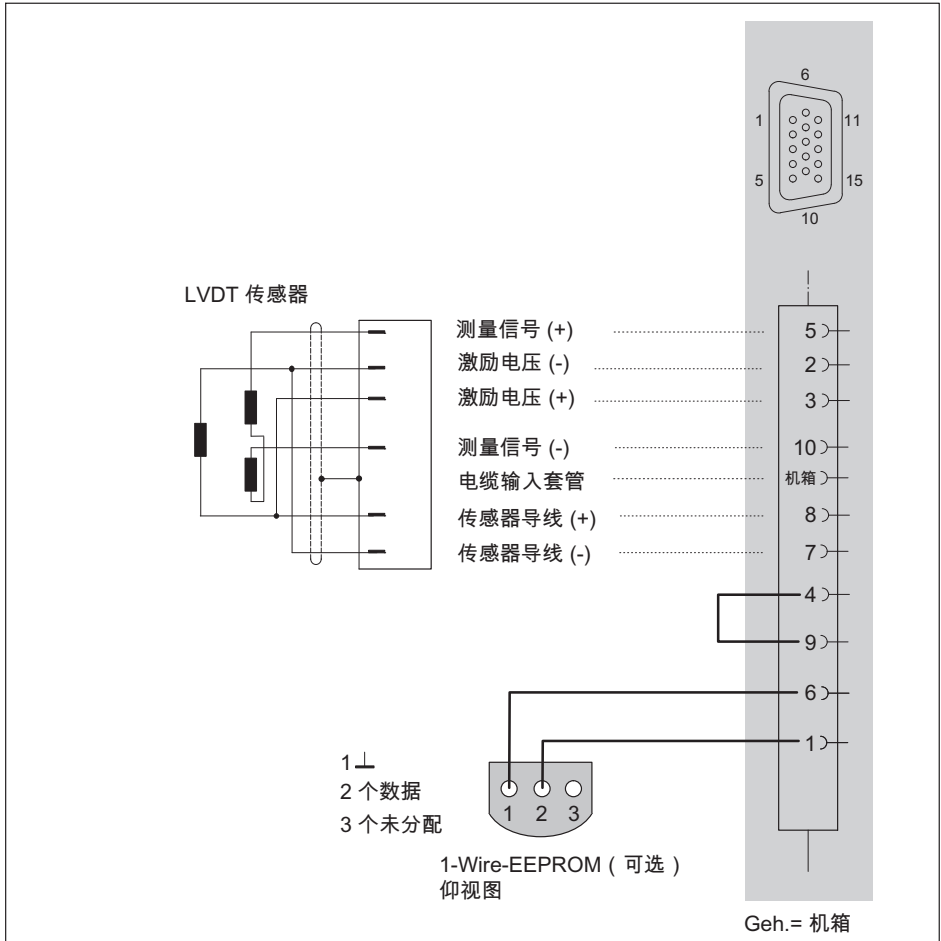 6
1
11
5
15
10
LVDT 传感器
测量信号 (+)
5
激励电压 (-)
2
激励电压 (+)
3
测量信号 (-)
10
电缆输入套管
机箱
传感器导线 (+)
8
传感器导线 (-)
7
4
9
6
1
1
2 个数据
3 个未分配
1 2 3
1-Wire-EEPROM ( 可选 )
仰视图
Geh.= 机箱